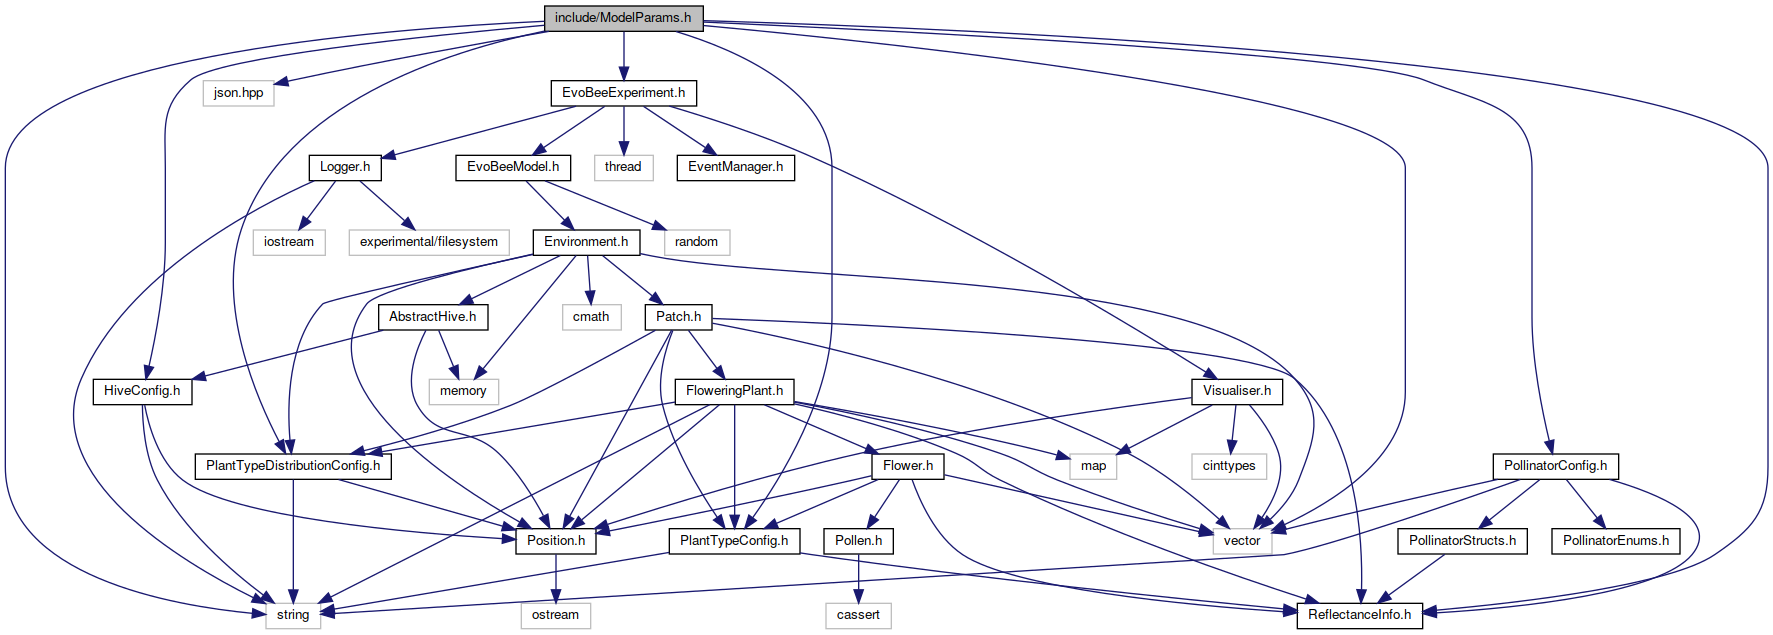 include/ModelParams.h
json.hpp
EvoBeeExperiment.h
Logger.h
EvoBeeModel.h
thread
EventManager.h
iostream
experimental/filesystem
Environment.h
random
AbstractHive.h
cmath
Patch.h
HiveConfig.h
memory
FloweringPlant.h
Visualiser.h
PlantTypeDistributionConfig.h
Flower.h
map
cinttypes
PollinatorConfig.h
Position.h
PlantTypeConfig.h
Pollen.h
vector
PollinatorStructs.h
PollinatorEnums.h
string
ostream
cassert
ReflectanceInfo.h